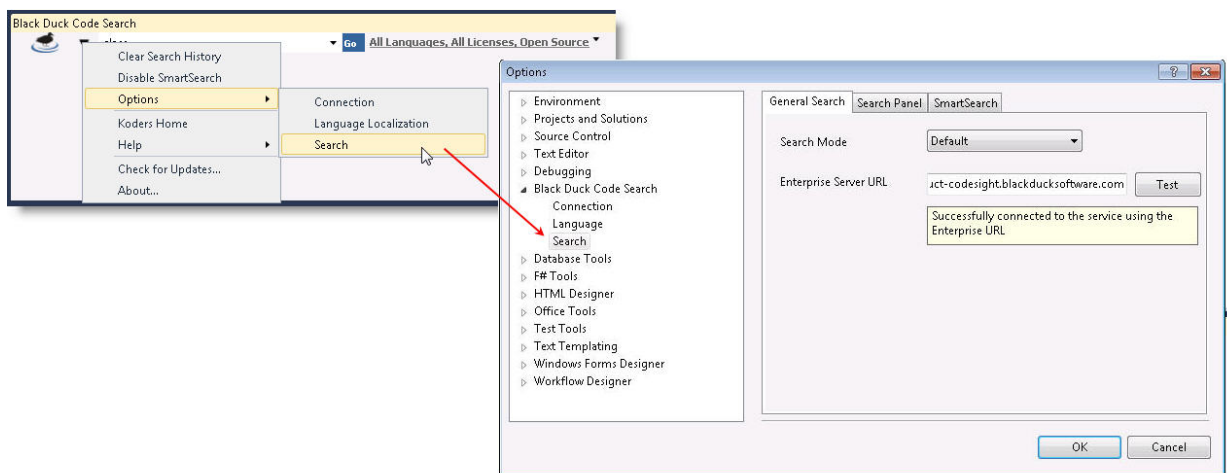 Black Duck Code Search
Go All Languages, All Licenses, Open Source
Clear Search History
Disable SmartSearch
Options
Koders Home
Help
Check for Updates...
About...
Connection
Language Localization
Search
Options
Environment
Projects and Solutions
Source Control
Text Editor
Debugging
Black Duck Code Search
Connection
Language
Search
Database Tools
F# Tools
HTML Designer
Office Tools
Test Tools
Text Templating
Windows Forms Designer
Workflow Designer
General Search Search Panel SmartSearch
Search Mode Default
Enterprise Server URL uct-codesight.blackducksoftware.com Test
Successfully connected to the service using the
Enterprise URL
OK Cancel